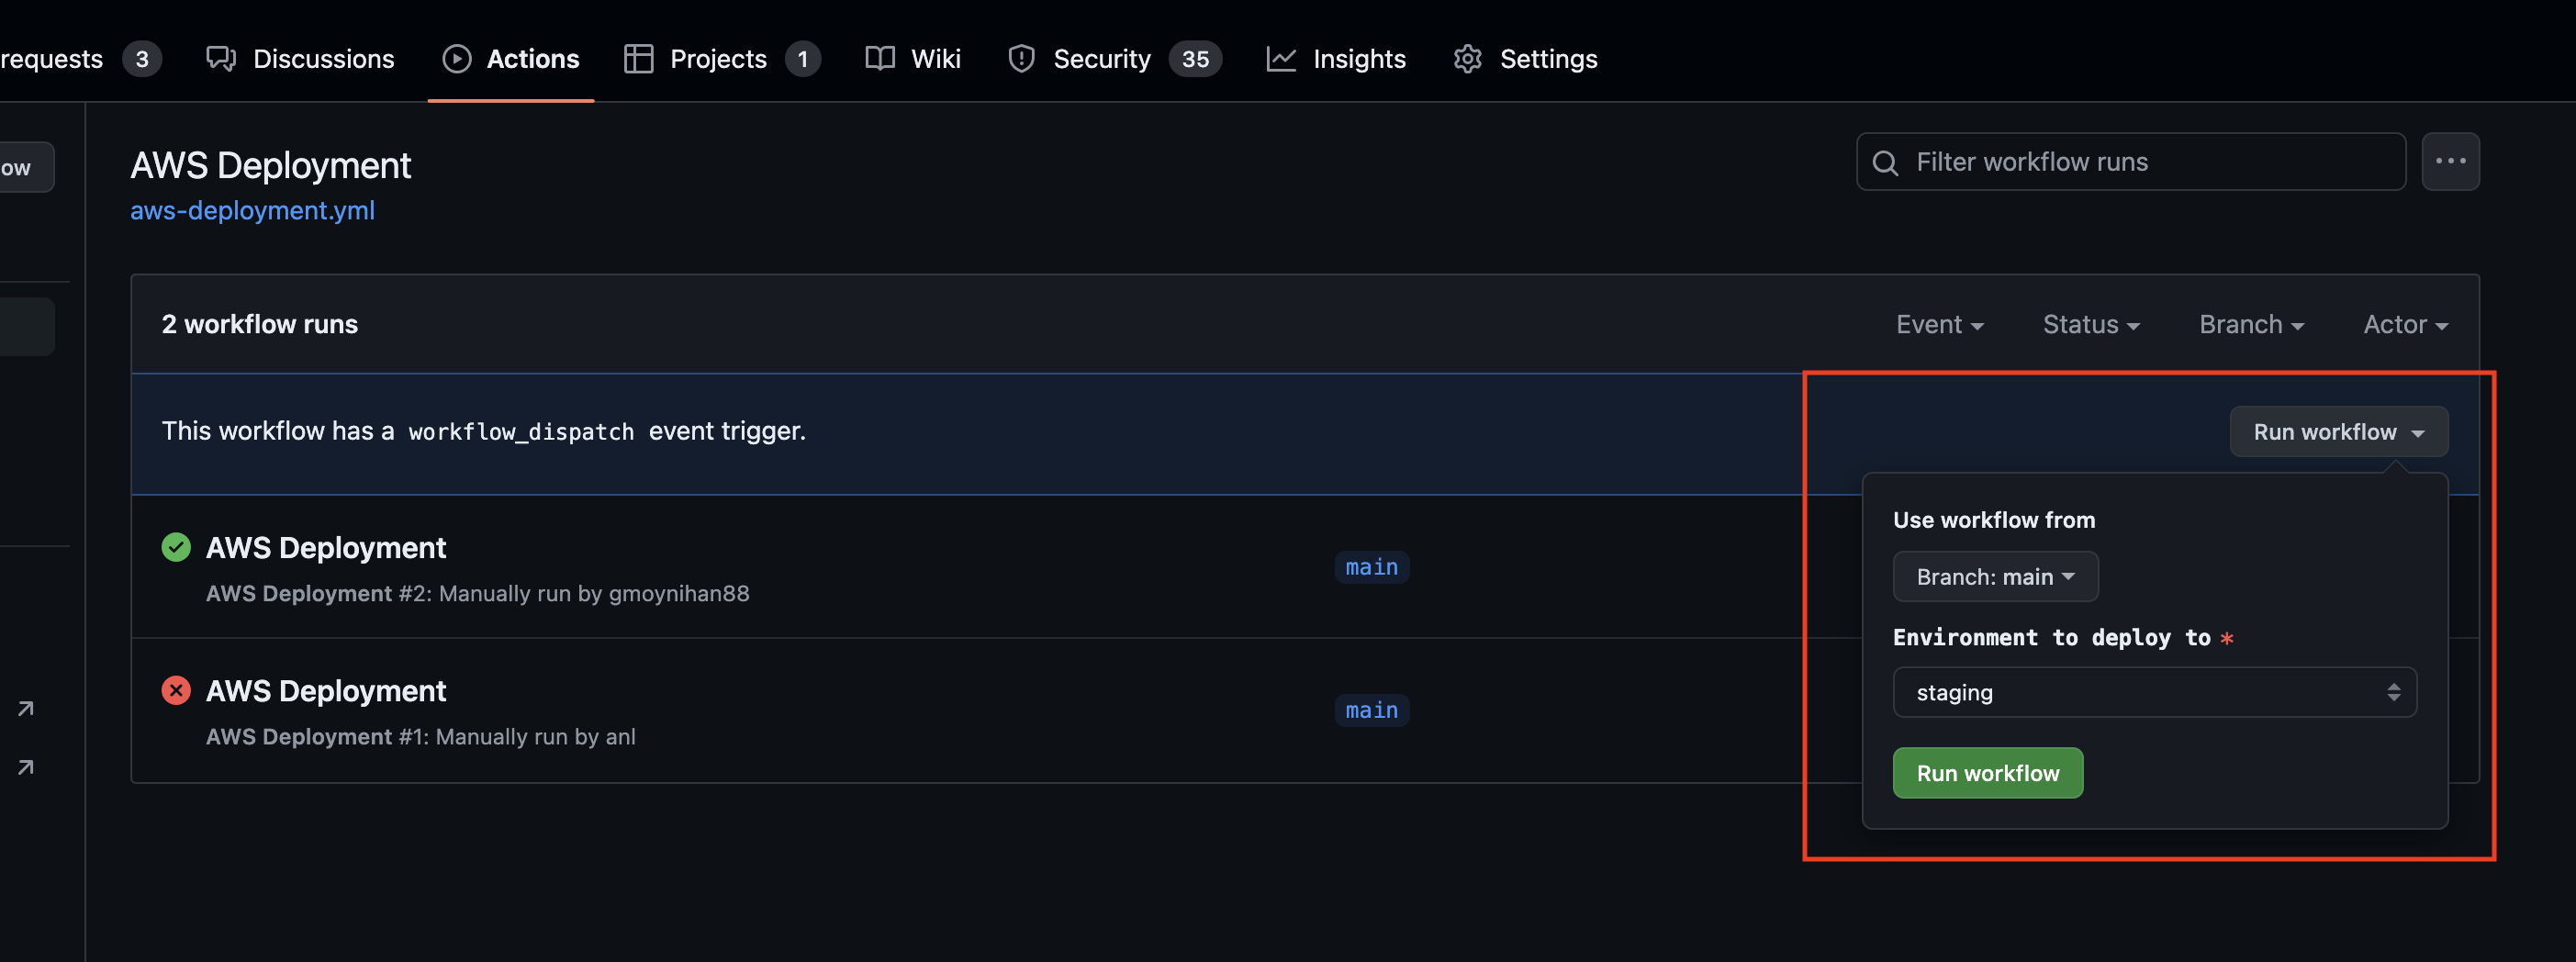 requests 3 Discussions Actions Projects 1 Wiki Security 35 Insights Settings
ow
AWS Deployment
Filter workflow runs
aws-deployment.yml
2 workflow runs
Event Status Branch Actor
This workflow has a workflow_dispatch event trigger.
Run workflow
Use workflow from
Branch: main
Environment to deploy to *
staging
Run workflow
AWS Deployment
main
AWS Deployment #2: Manually run by gmoynihan88
AWS Deployment
main
AWS Deployment #1: Manually run by anl